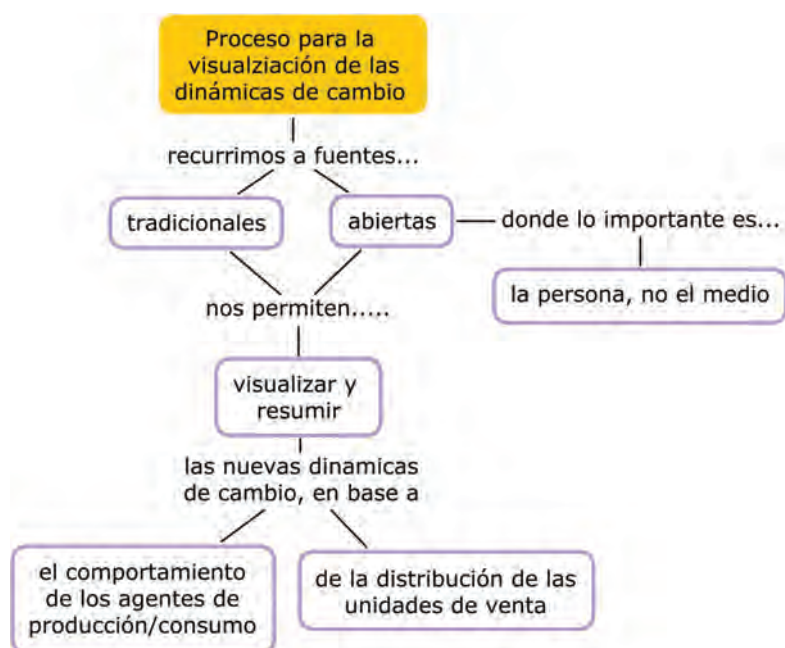 Proceso para la
visualziación de las
dinámicas de cambio
recurrimos a fuentes...
tradicionales
abiertas
donde lo importante es...
la persona, no el medio
nos permiten.....
visualizar y
resumir
las nuevas dinamicas
de cambio, en base a
el comportamiento
de los agentes de
producción/consumo
de la distribución de las
unidades de venta